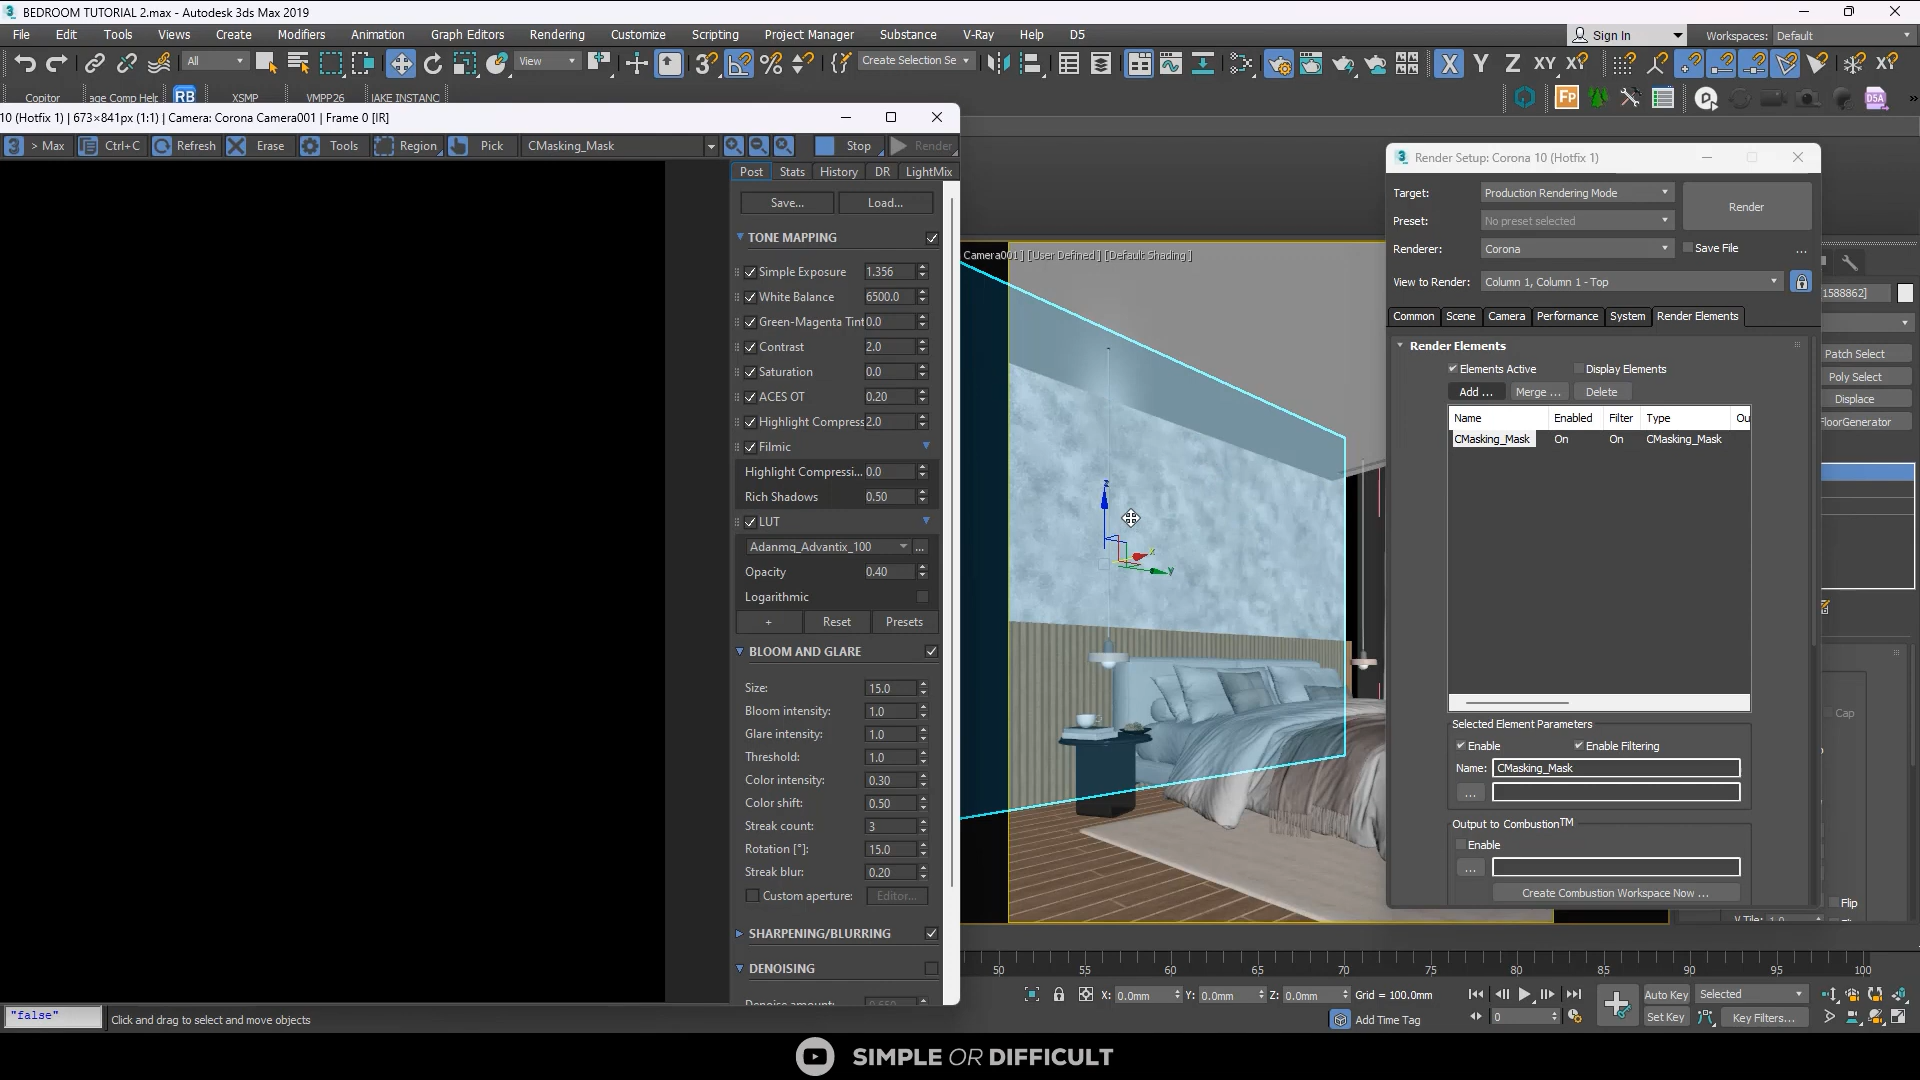 BEDROOM TUTORIAL 2.max - Autodesk 3ds Max 2019
File Edit Tools Views Create Modifiers Animation Graph Editors Rendering Customize Scripting Project Manager Substance V-Ray Help D5 Sign In Workspaces: Default
All View Create Selection Se X Y Z XY
Copitor age Comp Help RB XSMP VMPP26 IAKE INSTANC
10 (Hotfix 1) | 673×841px (1:1) | Camera: Corona Camera001 | Frame 0 [IR]
> Max Ctrl+C Refresh Erase Tools Region Pick CMasking_Mask Stop Render
Post Stats History DR LightMix
Save... Load...
TONE MAPPING
Simple Exposure 1.356
White Balance 6500.0
Green-Magenta Tint 0.0
Contrast 2.0
Saturation 0.0
ACES OT 0.20
Highlight Compress 2.0
Filmic
Highlight Compressi... 0.0
Rich Shadows 0.50
LUT
Adanmq_Advantix_100 ...
Opacity 0.40
Logarithmic
+ Reset Presets
BLOOM AND GLARE
Size: 15.0
Bloom intensity: 1.0
Glare intensity: 1.0
Threshold: 1.0
Color intensity: 0.30
Color shift: 0.50
Streak count: 3
Rotation [°]: 15.0
Streak blur: 0.20
Custom aperture: Editor...
SHARPENING/BLURRING
DENOISING
Camera001 ] [User Defined ] [Default Shading ]
z
x
y
Render Setup: Corona 10 (Hotfix 1)
Target: Production Rendering Mode
Render
Preset: No preset selected
Renderer: Corona Save File ...
View to Render: Column 1, Column 1 - Top
Common Scene Camera Performance System Render Elements
Render Elements
Elements Active Display Elements
Add ... Merge ... Delete
Name Enabled Filter Type Ou
CMasking_Mask On On CMasking_Mask
Selected Element Parameters
Enable Enable Filtering
Name: CMasking_Mask
...
Output to Combustion™
Enable
...
Create Combustion Workspace Now ...
1588862]
Patch Select
Poly Select
Displace
FloorGenerator
Cap
Flip
V Tile: 1.0
50 55 60 65 70 75 80 85 90 95 100
X: 0.0mm Y: 0.0mm Z: 0.0mm Grid = 100.0mm
Add Time Tag
0
Auto Key Selected
Set Key Key Filters...
"false"
Click and drag to select and move objects
SIMPLE OR DIFFICULT